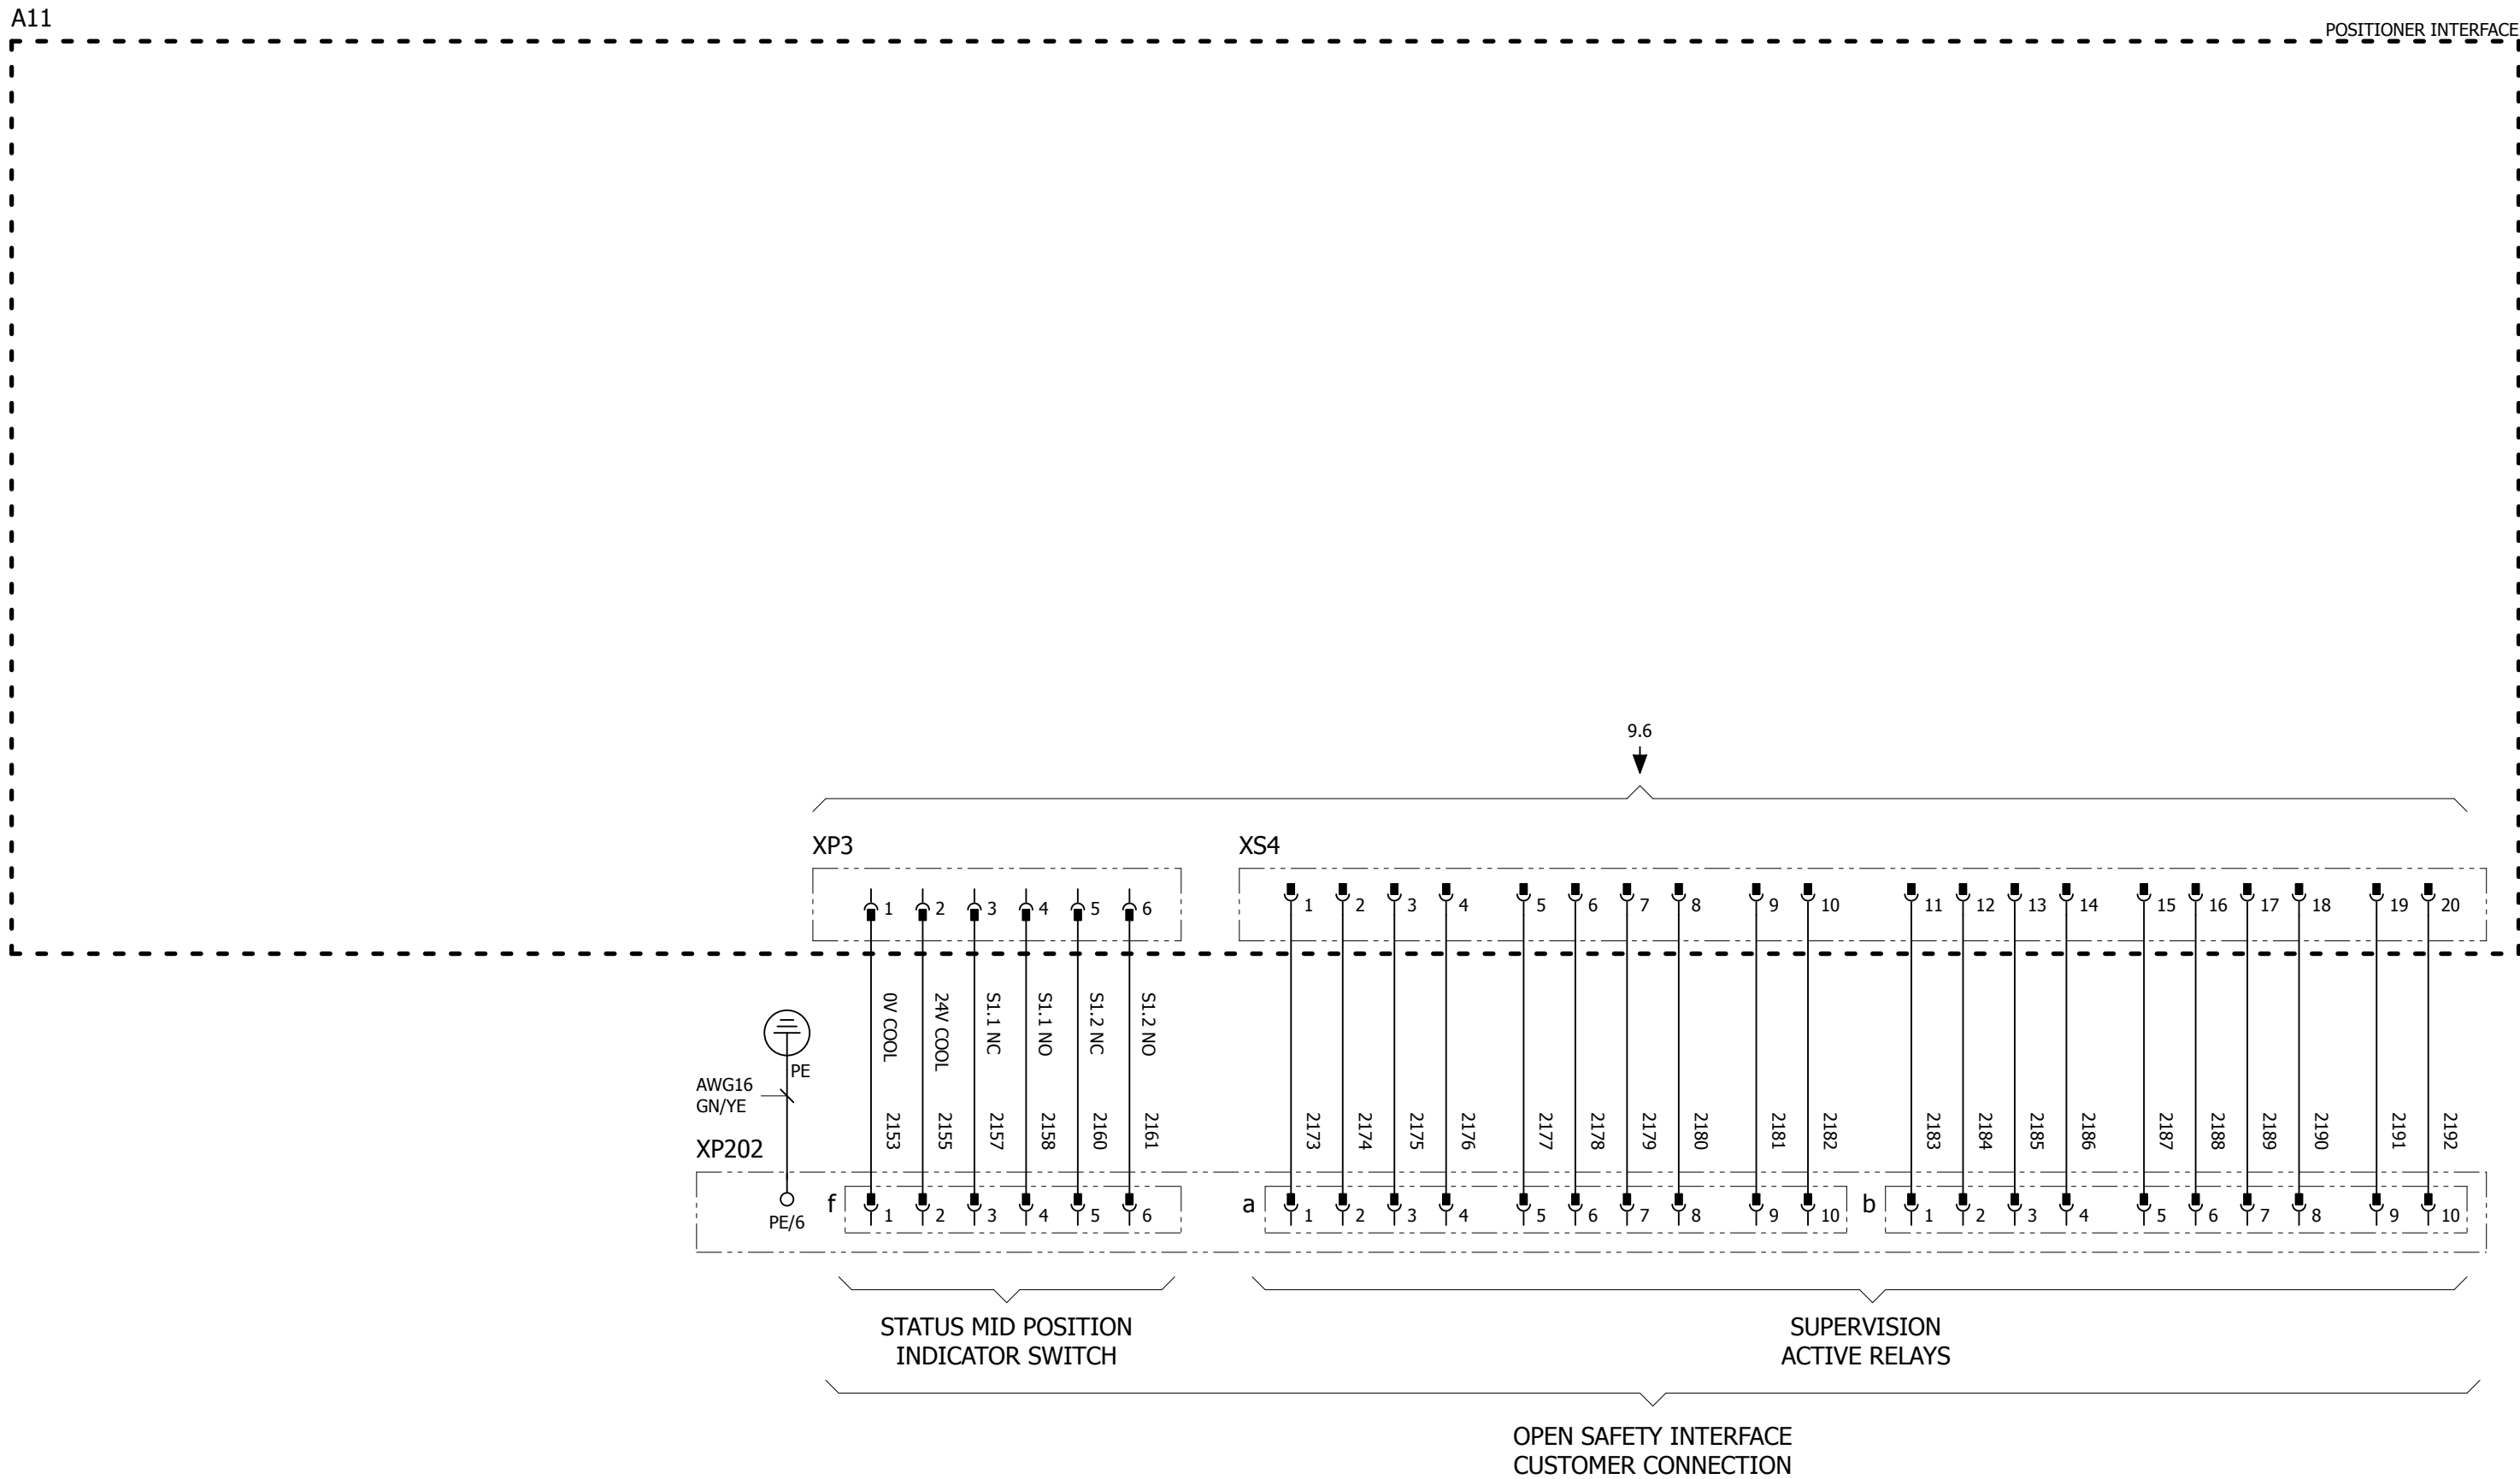 A11
POSITIONER INTERFACE
9.6
XP3
XS4
1 2 3 4 5 6
1 2 3 4 5 6 7 8 9 10 11 12 13 14 15 16 17 18 19 20
0V COOL
24V COOL
S1.1 NC
S1.1 NO
S1.2 NC
S1.2 NO
PE
AWG16
GN/YE
2153 2155 2157 2158 2160 2161
2173 2174 2175 2176 2177 2178 2179 2180 2181 2182
2183 2184 2185 2186 2187 2188 2189 2190 2191 2192
XP202
PE/6
f 1 2 3 4 5 6
a 1 2 3 4 5 6 7 8 9 10
b 1 2 3 4 5 6 7 8 9 10
STATUS MID POSITION
INDICATOR SWITCH
SUPERVISION
ACTIVE RELAYS
OPEN SAFETY INTERFACE
CUSTOMER CONNECTION